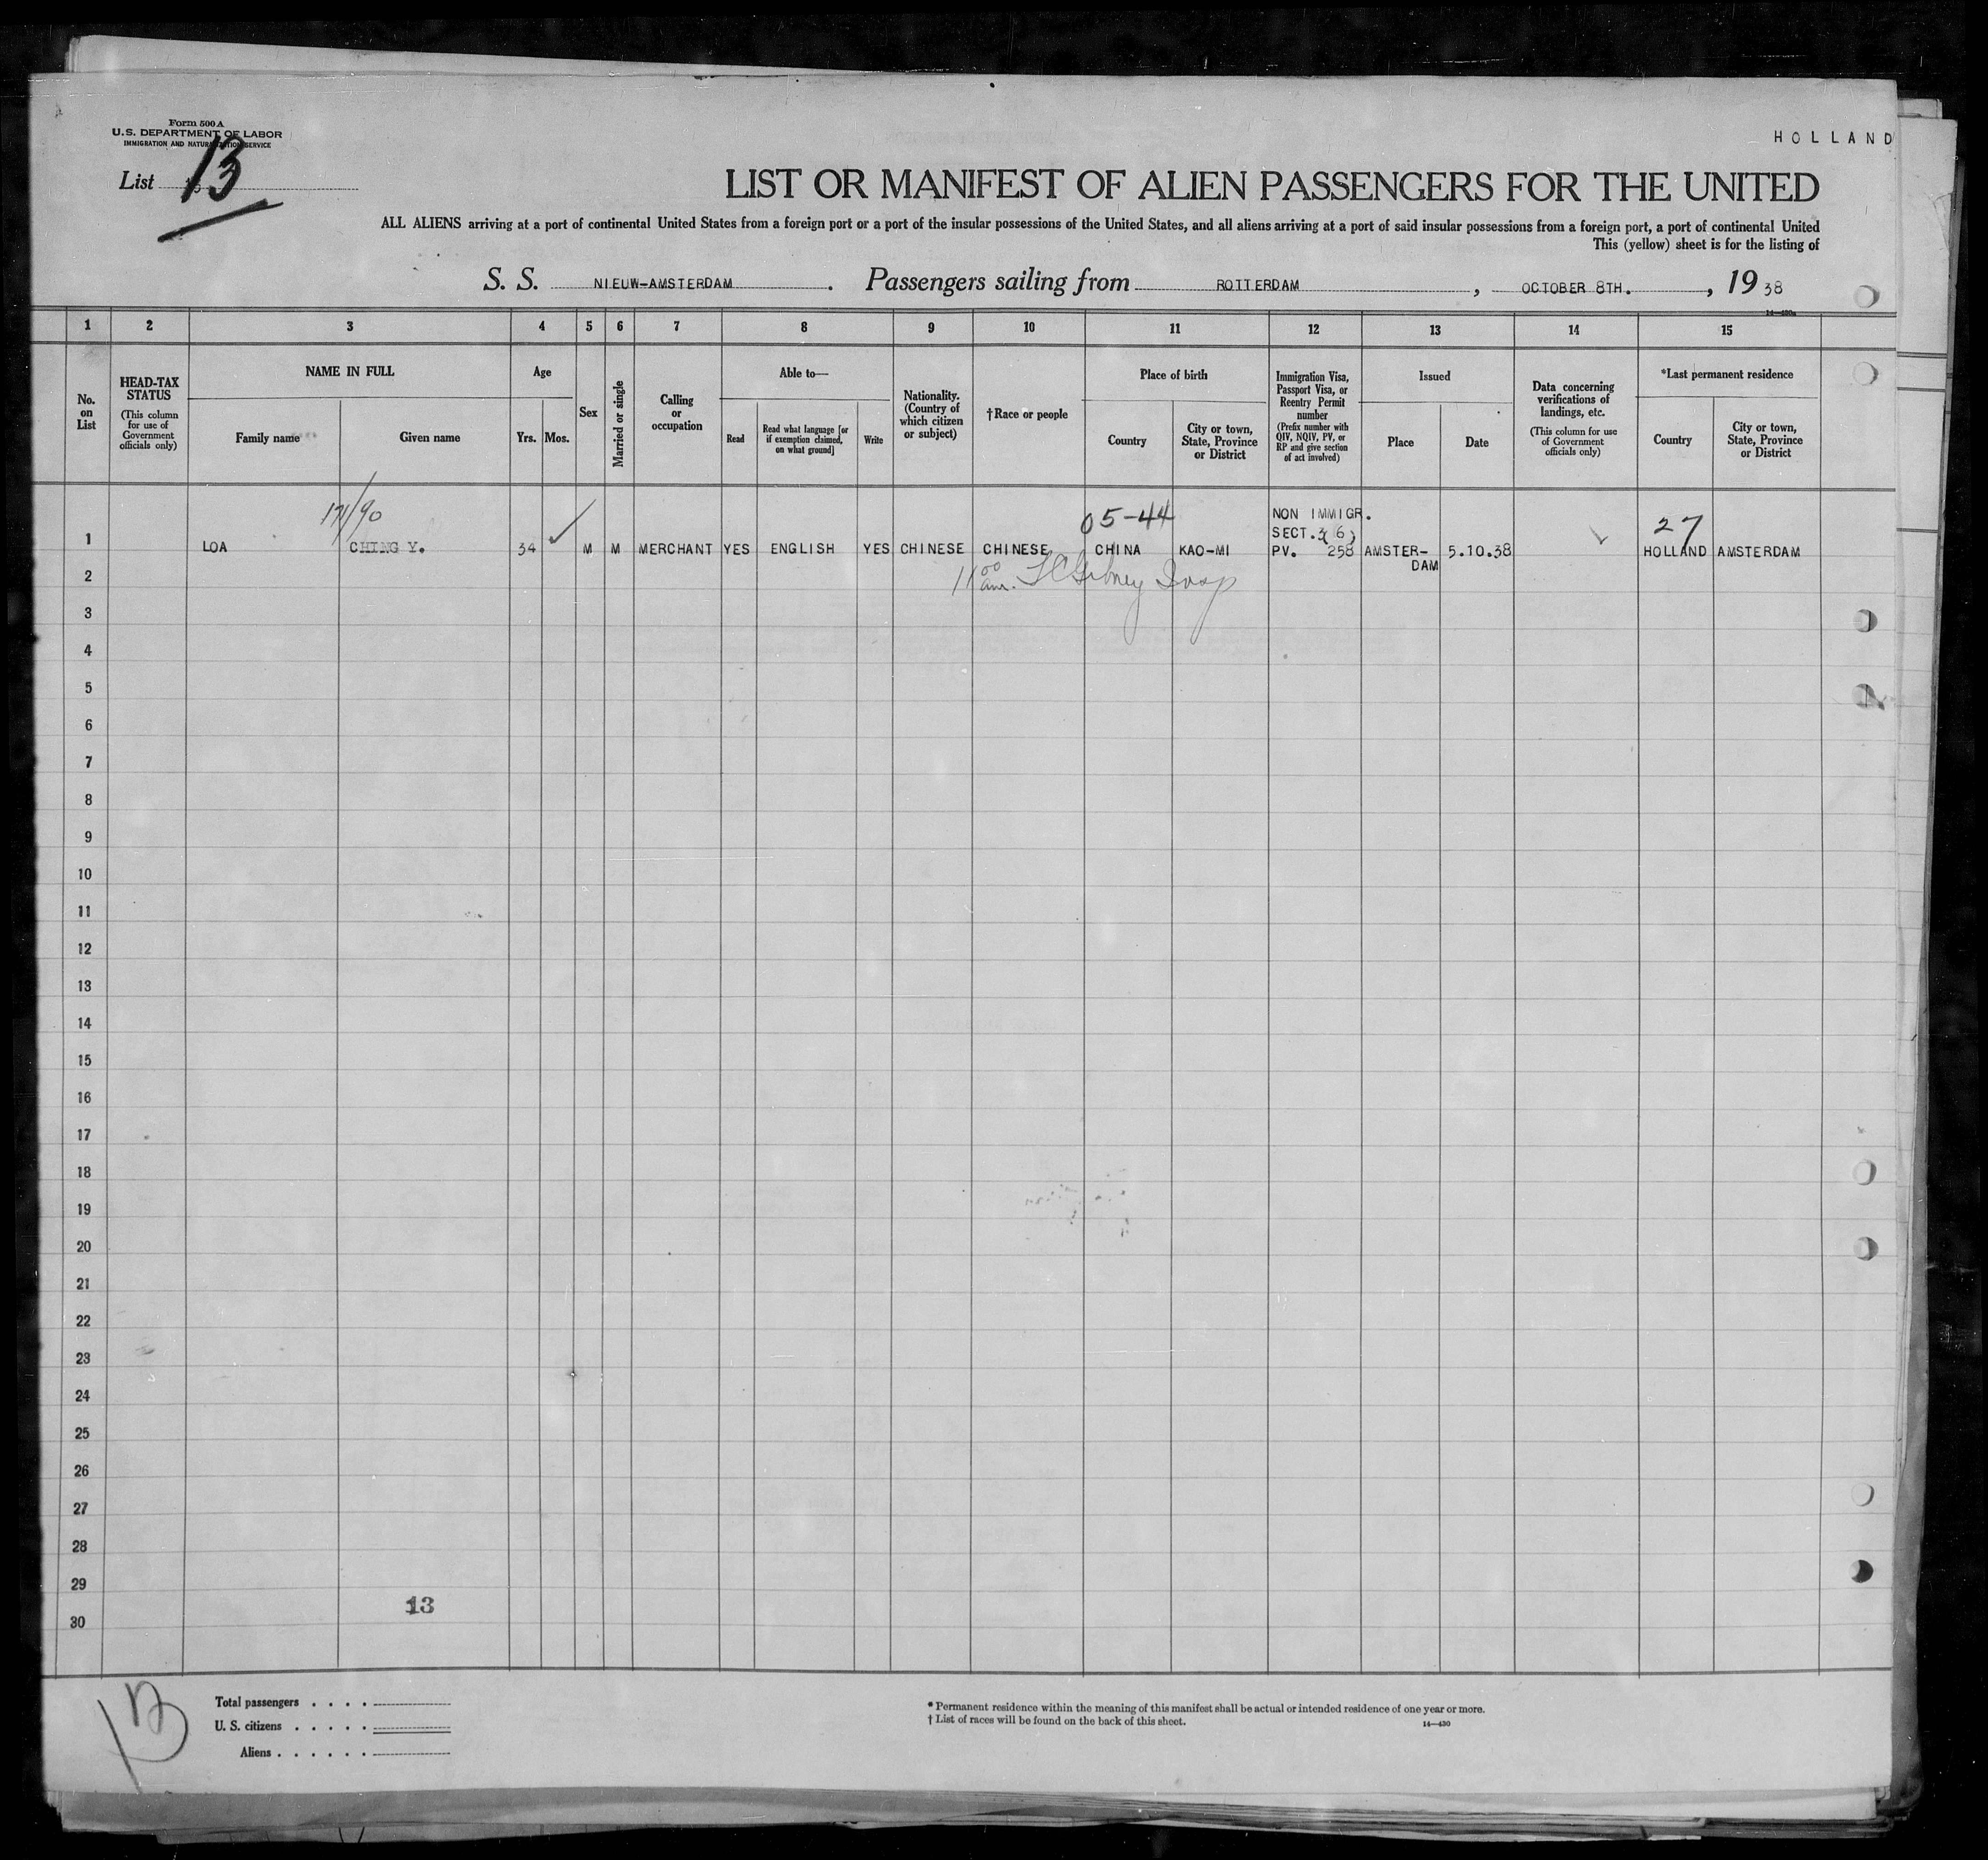 Form 500 A
U.S. DEPARTMENT OF LABOR
IMMIGRATION AND NATURALIZATION SERVICE
HOLLAND
List 13
LIST OR MANIFEST OF ALIEN PASSENGERS FOR THE UNITED
ALL ALIENS arriving at a port of continental United States from a foreign port or a port of the insular possessions of the United States, and all aliens arriving at a port of said insular possessions from a foreign port, a port of continental United
This (yellow) sheet is for the listing of
S. S. NIEUW-AMSTERDAM. Passengers sailing from ROTTERDAM, OCTOBER 8TH., 1938
14—430a
1 2 3 4 5 6 7 8 9 10 11 12 13 14 15
No. on List
HEAD-TAX STATUS
(This column for use of Government officials only)
NAME IN FULL
Family name
Given name
Age
Yrs. Mos.
Sex
Married or single
Calling or occupation
Able to—
Read
Read what language [or if exemption claimed, on what ground]
Write
Nationality. (Country of which citizen or subject)
†Race or people
Place of birth
Country
City or town, State, Province or District
Immigration Visa, Passport Visa, or Reentry Permit number
(Prefix number with QIV, NQIV, PV, or RP and give section of act involved)
Issued
Place
Date
Data concerning verifications of landings, etc.
(This column for use of Government officials only)
*Last permanent residence
Country
City or town, State, Province or District
171/90
05-44
NON IMMIGR.
SECT.3(6)
27
1 LOA CHING Y. 34 M M MERCHANT YES ENGLISH YES CHINESE CHINESE CHINA KAO-MI PV. 258 AMSTER- 5.10.38 HOLLAND AMSTERDAM
DAM
11 00 am. Insp
2
3
4
5
6
7
8
9
10
11
12
13
14
15
16
17
18
19
20
21
22
23
24
25
26
27
28
29
13
30
13
Total passengers . . . .
U. S. citizens . . . . .
Aliens . . . . . .
* Permanent residence within the meaning of this manifest shall be actual or intended residence of one year or more.
† List of races will be found on the back of this sheet.
14—430